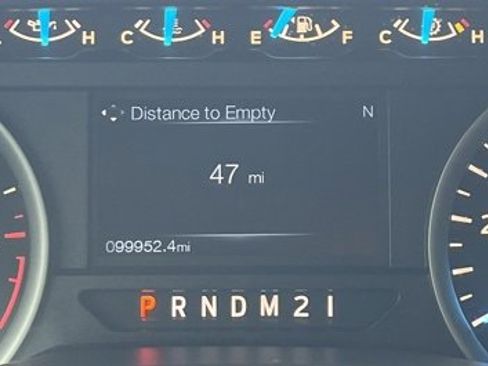 H C H E F C H
Distance to Empty N
47 mi
099952.4mi
P R N D M 2 1